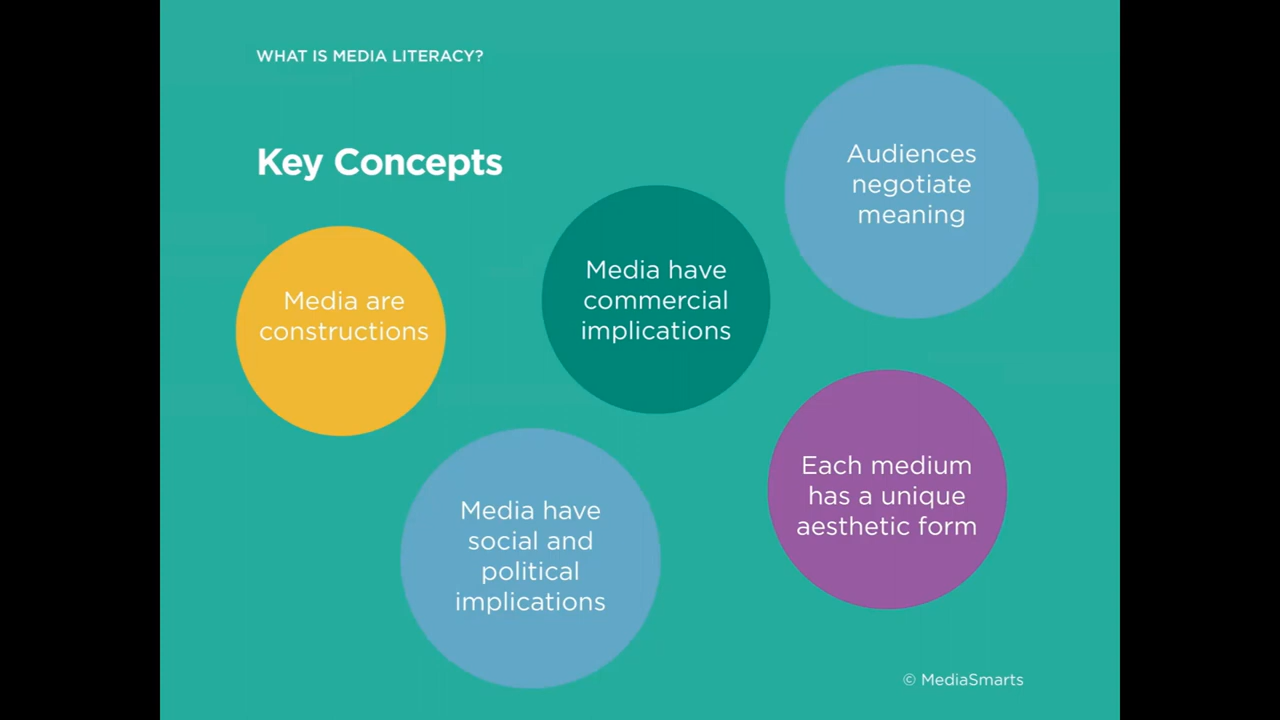 WHAT IS MEDIA LITERACY?
Key Concepts
Media are
constructions
Media have
commercial
implications
Audiences
negotiate
meaning
Media have
social and
political
implications
Each medium
has a unique
aesthetic form
© MediaSmarts